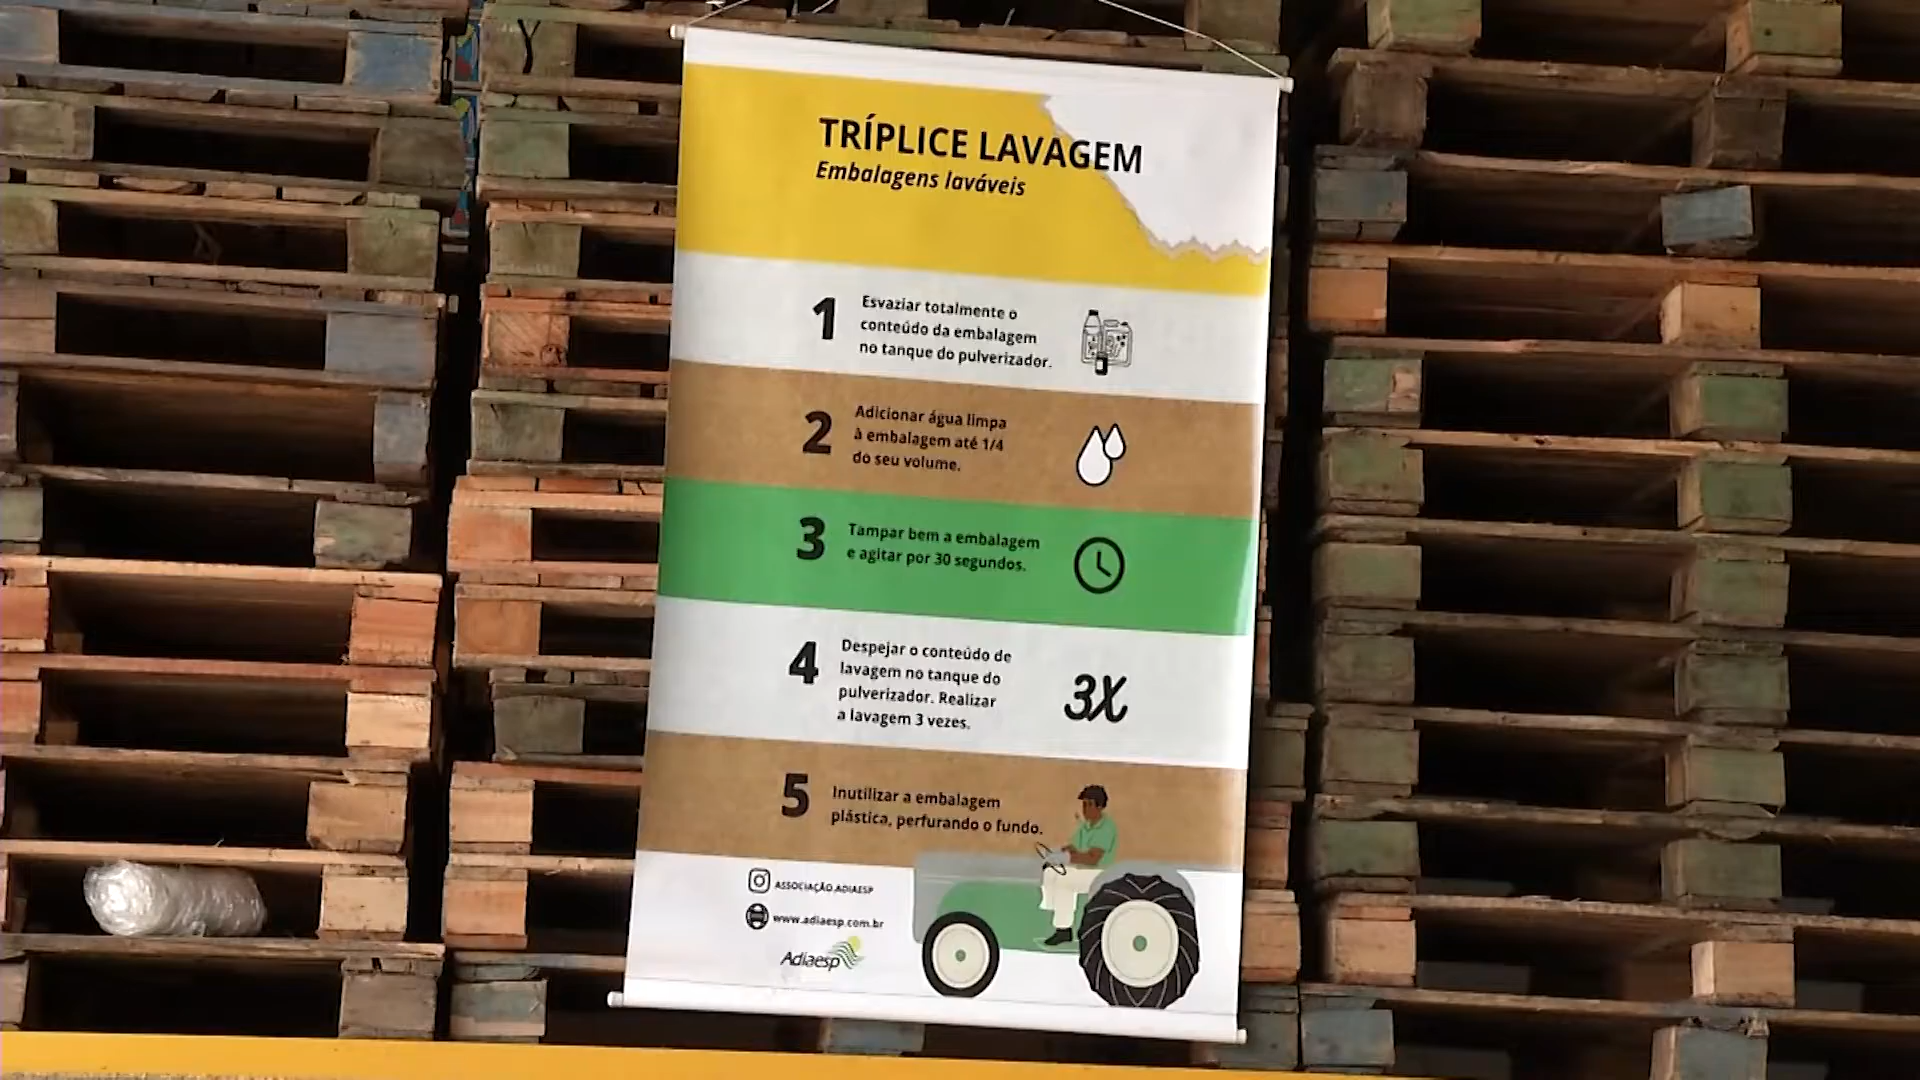 TRÍPLICE LAVAGEM
Embalagens laváveis
1
Esvaziar totalmente o
conteúdo da embalagem
no tanque do pulverizador.
2
Adicionar água limpa
à embalagem até 1/4
do seu volume.
3
Tampar bem a embalagem
e agitar por 30 segundos.
4
Despejar o conteúdo de
lavagem no tanque do
pulverizador. Realizar
a lavagem 3 vezes.
3X
5
Inutilizar a embalagem
plástica, perfurando o fundo.
ASSOCIAÇÃO.ADIAESP
www.adiaesp.com.br
Adiaesp